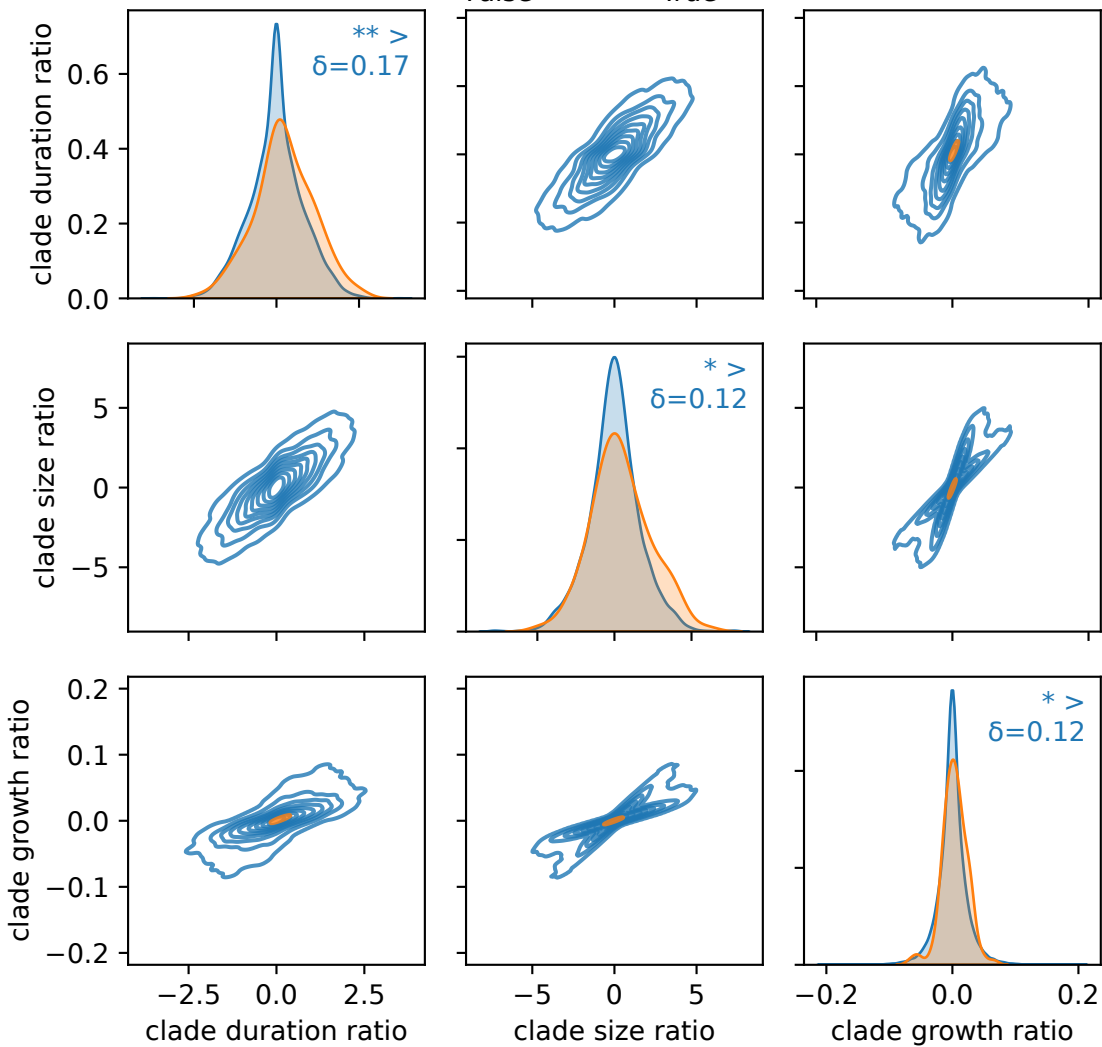 clade duration ratio
0.6
0.4
0.2
0.0
** >
δ=0.17
clade size ratio
5
0
−5
* >
δ=0.12
clade growth ratio
0.2
0.1
0.0
−0.1
−0.2
* >
δ=0.12
−2.5 0.0 2.5
−5 0 5
−0.2 0.0 0.2
clade duration ratio
clade size ratio
clade growth ratio